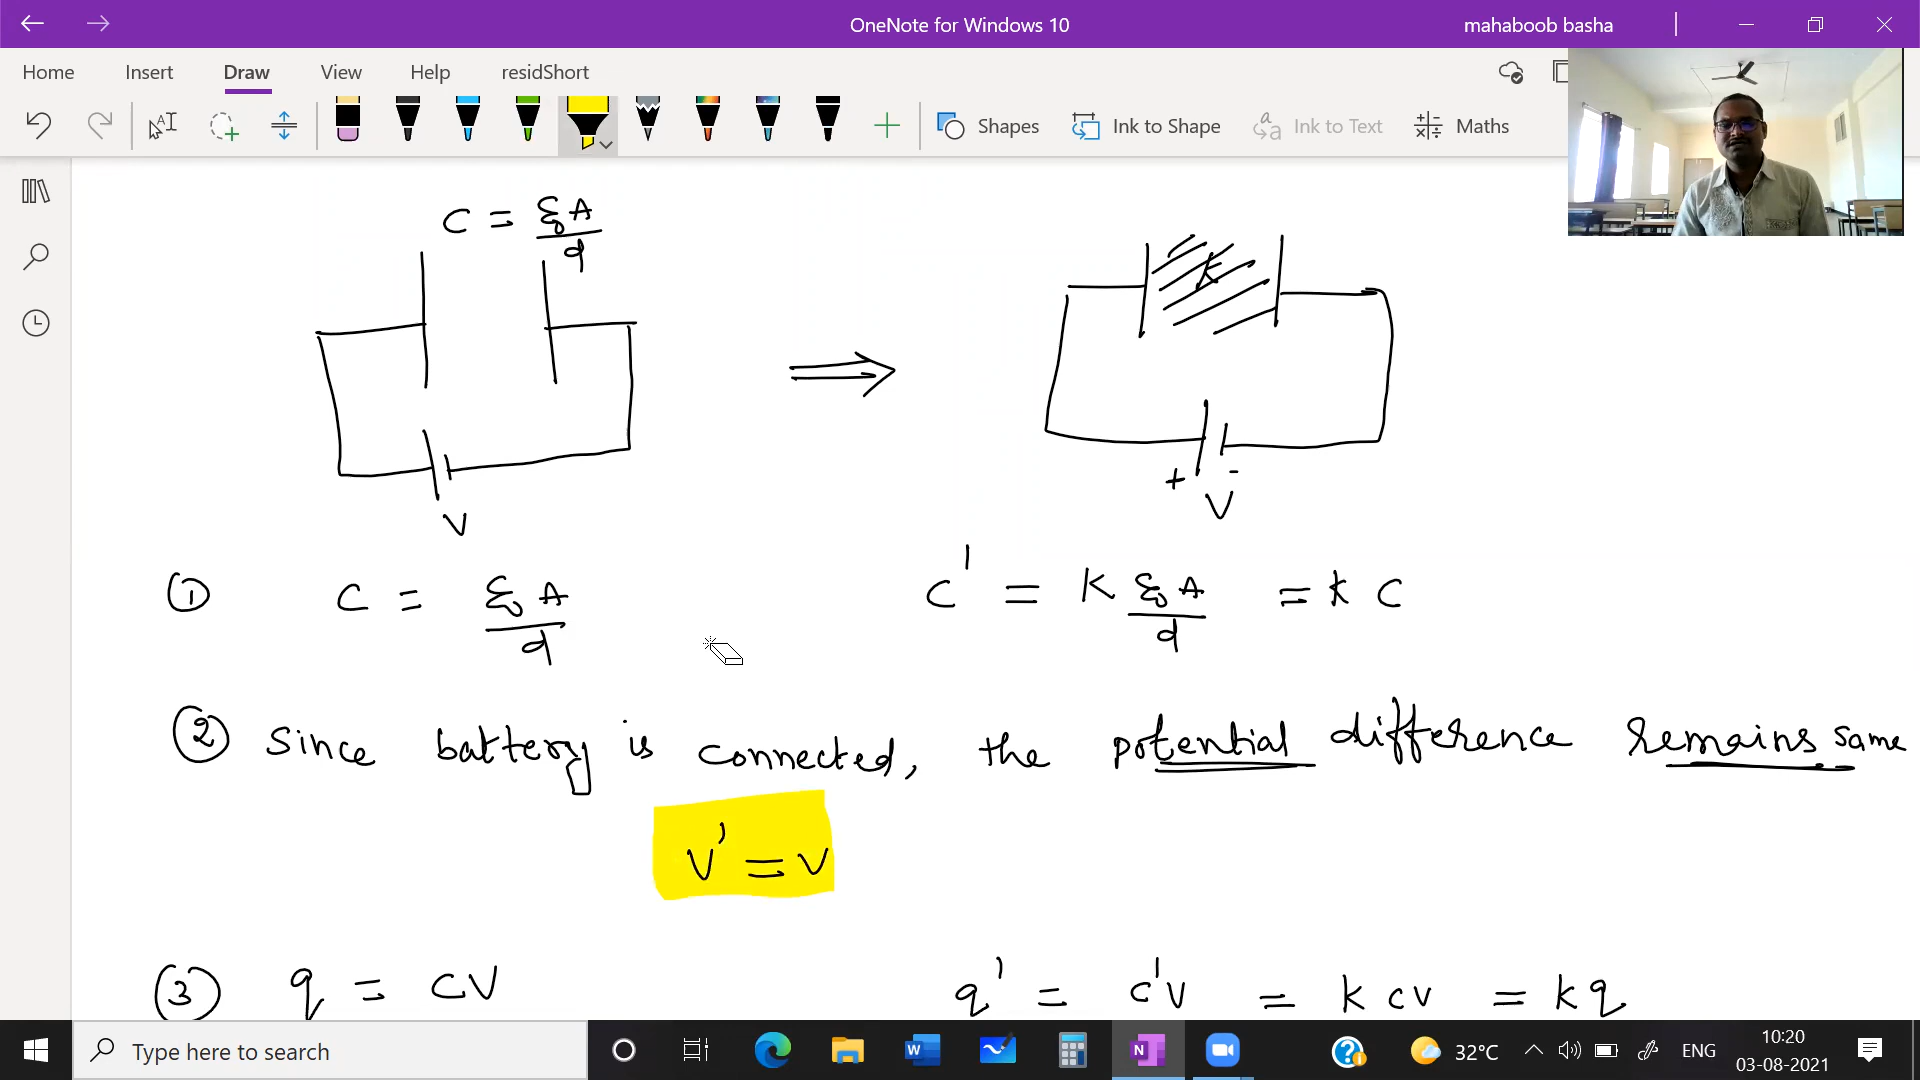 OneNote for Windows 10
mahaboob basha
Home Insert Draw View Help residShort
Shapes Ink to Shape Ink to Text Maths
C = ε₀A/d
K
V
+ -
V
① C = ε₀A/d C' = K ε₀A/d = K C
② Since battery is connected, the potential difference remains same
V' = V
③ q = CV q' = C'V = K CV = Kq
Type here to search
32°C ENG 10:20
03-08-2021